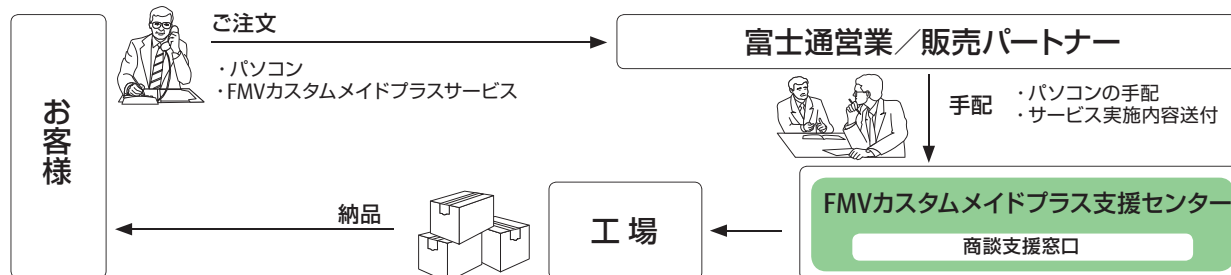 お客様
ご注文
・パソコン
・FMVカスタムメイドプラスサービス
富士通営業／販売パートナー
手配
・パソコンの手配
・サービス実施内容送付
FMVカスタムメイドプラス支援センター
商談支援窓口
工場
納品